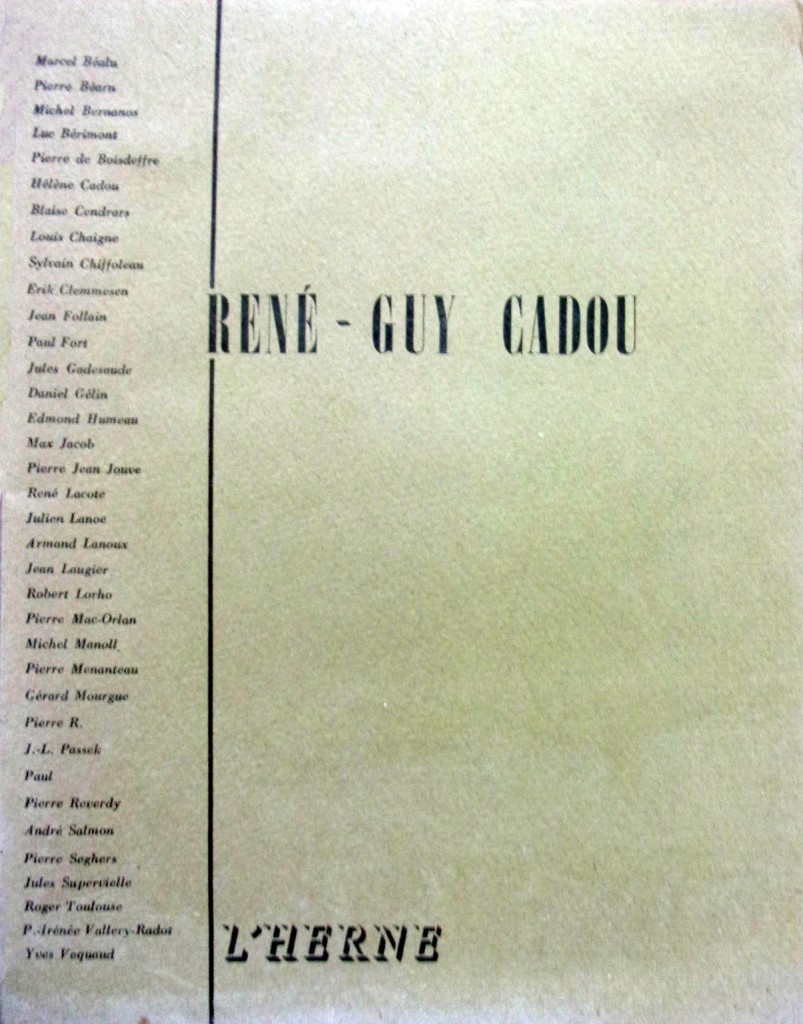 Marcel Béalu
Pierre Béarn
Michel Bernanos
Luc Bérimont
Pierre de Boisdeffre
Hélène Cadou
Blaise Cendrars
Louis Chaigne
Sylvain Chiffoleau
Erik Clemmesen
Jean Follain
Paul Fort
RENÉ - GUY CADOU
Jules Gadesaude
Daniel Gélin
Edmond Humeau
Max Jacob
Pierre Jean Jouve
René Lacote
Julien Lanoe
Armand Lanoux
Jean Laugier
Robert Lorho
Pierre Mac-Orlan
Michel Manoll
Pierre Menanteau
Gérard Mourgue
Pierre R.
J.-L. Passek
Paul
Pierre Reverdy
André Salmon
Pierre Seghers
Jules Supervielle
Roger Toulouse
P.-Irénée Vallery-Radot
Yves Vequaud
L'HERNE